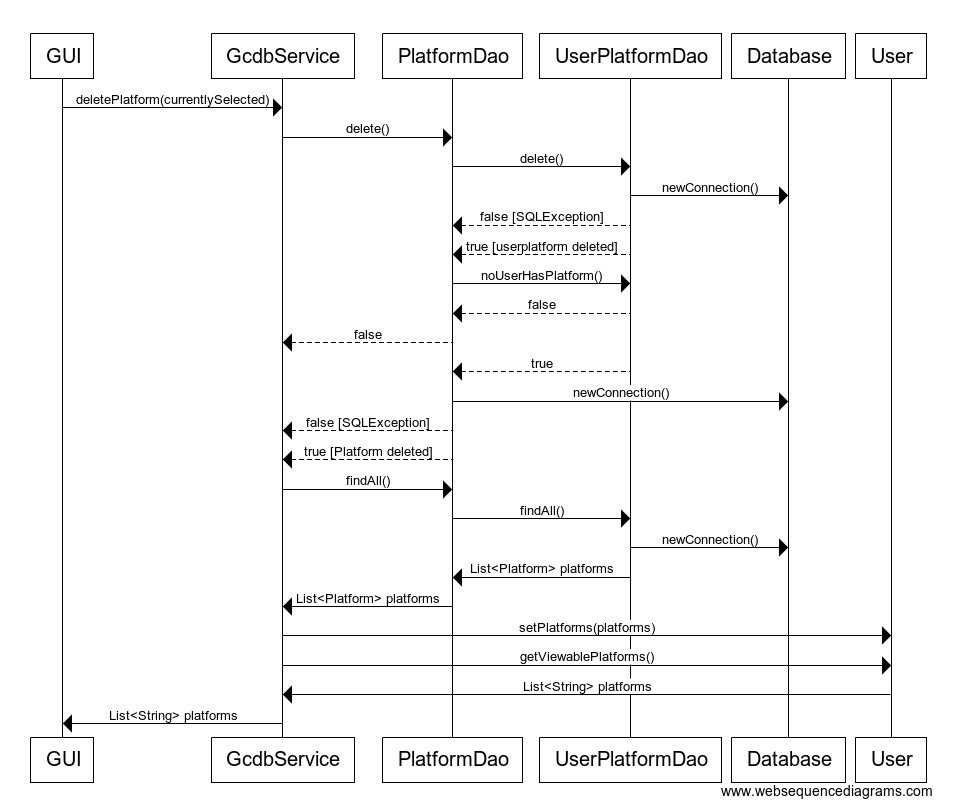 GUI GcdbService PlatformDao UserPlatformDao Database User
deletePlatform(currentlySelected)
delete()
delete()
newConnection()
false [SQLException]
true [userplatform deleted]
noUserHasPlatform()
false
false
true
newConnection()
false [SQLException]
true [Platform deleted]
findAll()
findAll()
newConnection()
List<Platform> platforms
List<Platform> platforms
setPlatforms(platforms)
getViewablePlatforms()
List<String> platforms
List<String> platforms
GUI GcdbService PlatformDao UserPlatformDao Database User
www.websequencediagrams.com